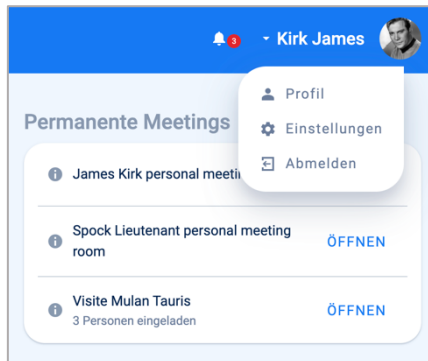 3
Kirk James
Profil
Einstellungen
Abmelden
Permanente Meetings
James Kirk personal
Spock Lieutenant personal meeting
room
ÖFFNEN
Visite Mulan Tauris
3 Personen eingeladen
ÖFFNEN